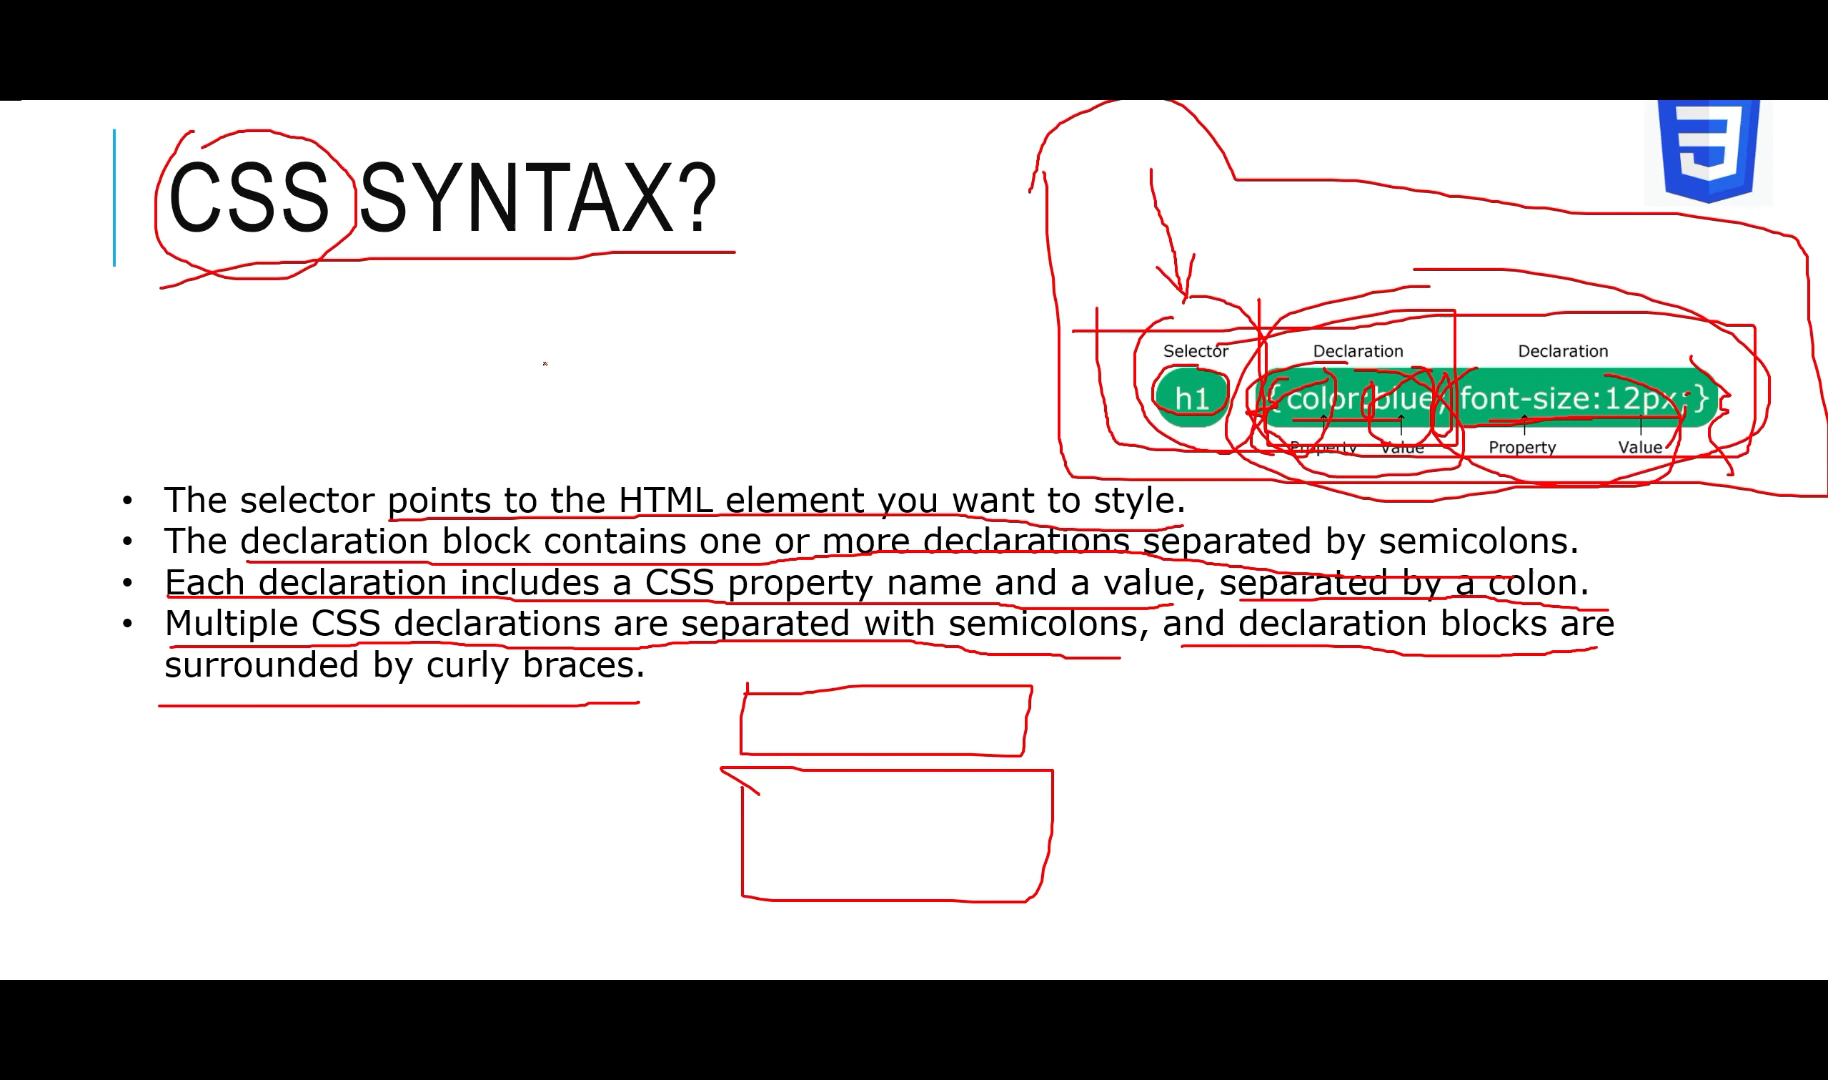 CSS SYNTAX?
Selector Declaration Declaration
h1 {color:blue; font-size:12px;}
Property Value Property Value
• The selector points to the HTML element you want to style.
• The declaration block contains one or more declarations separated by semicolons.
• Each declaration includes a CSS property name and a value, separated by a colon.
• Multiple CSS declarations are separated with semicolons, and declaration blocks are
surrounded by curly braces.